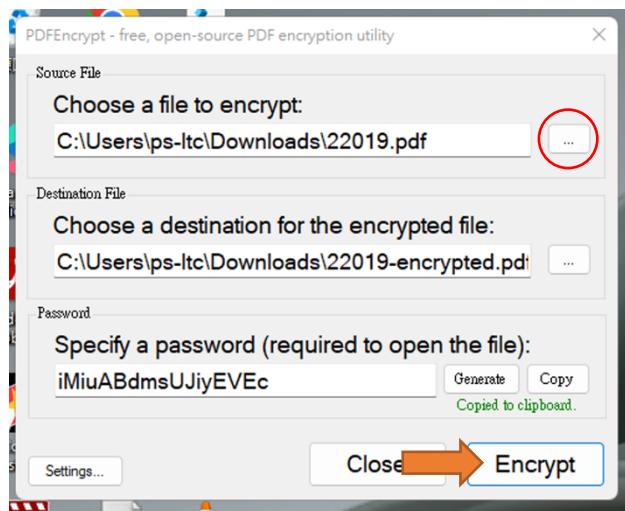 PDFEncrypt - free, open-source PDF encryption utility
Source File
Choose a file to encrypt:
C:\Users\ps-ltc\Downloads\22019.pdf
...
Destination File
Choose a destination for the encrypted file:
C:\Users\ps-ltc\Downloads\22019-encrypted.pdf
...
Password
Specify a password (required to open the file):
iMiuABdmsUJiyEVEc
Generate
Copy
Copied to clipboard.
Settings...
Close
Encrypt